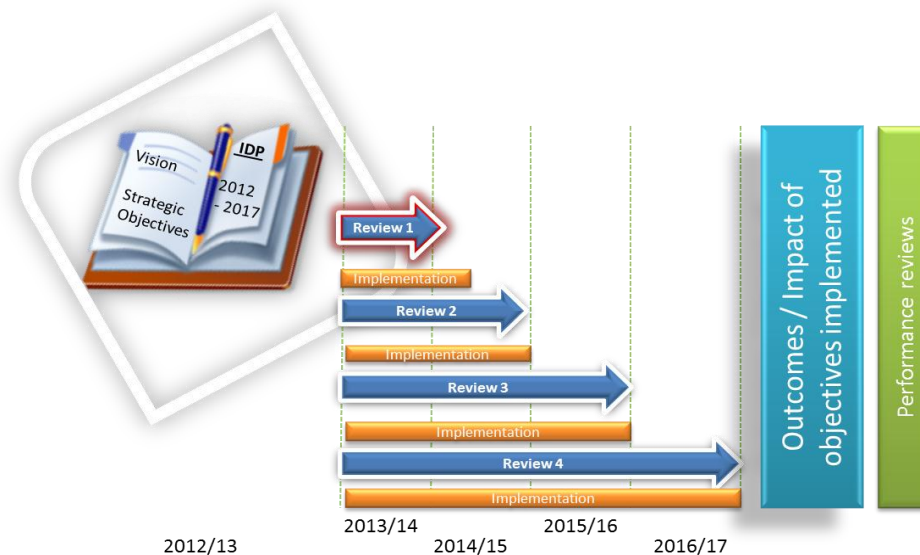 Vision
Strategic
Objectives
IDP
2012
- 2017
Review 1
Implementation
Review 2
Implementation
Review 3
Implementation
Review 4
Implementation
2012/13
2013/14
2014/15
2015/16
2016/17
Outcomes / Impact of
objectives implemented
Performance reviews